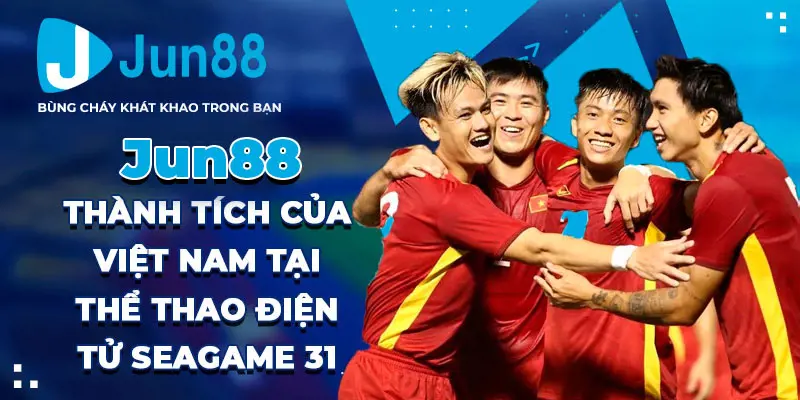 J Jun88
BÙNG CHÁY KHÁT KHAO TRONG BẠN
Jun88
THÀNH TÍCH CỦA
VIỆT NAM TẠI
THỂ THAO ĐIỆN
TỬ SEAGAME 31